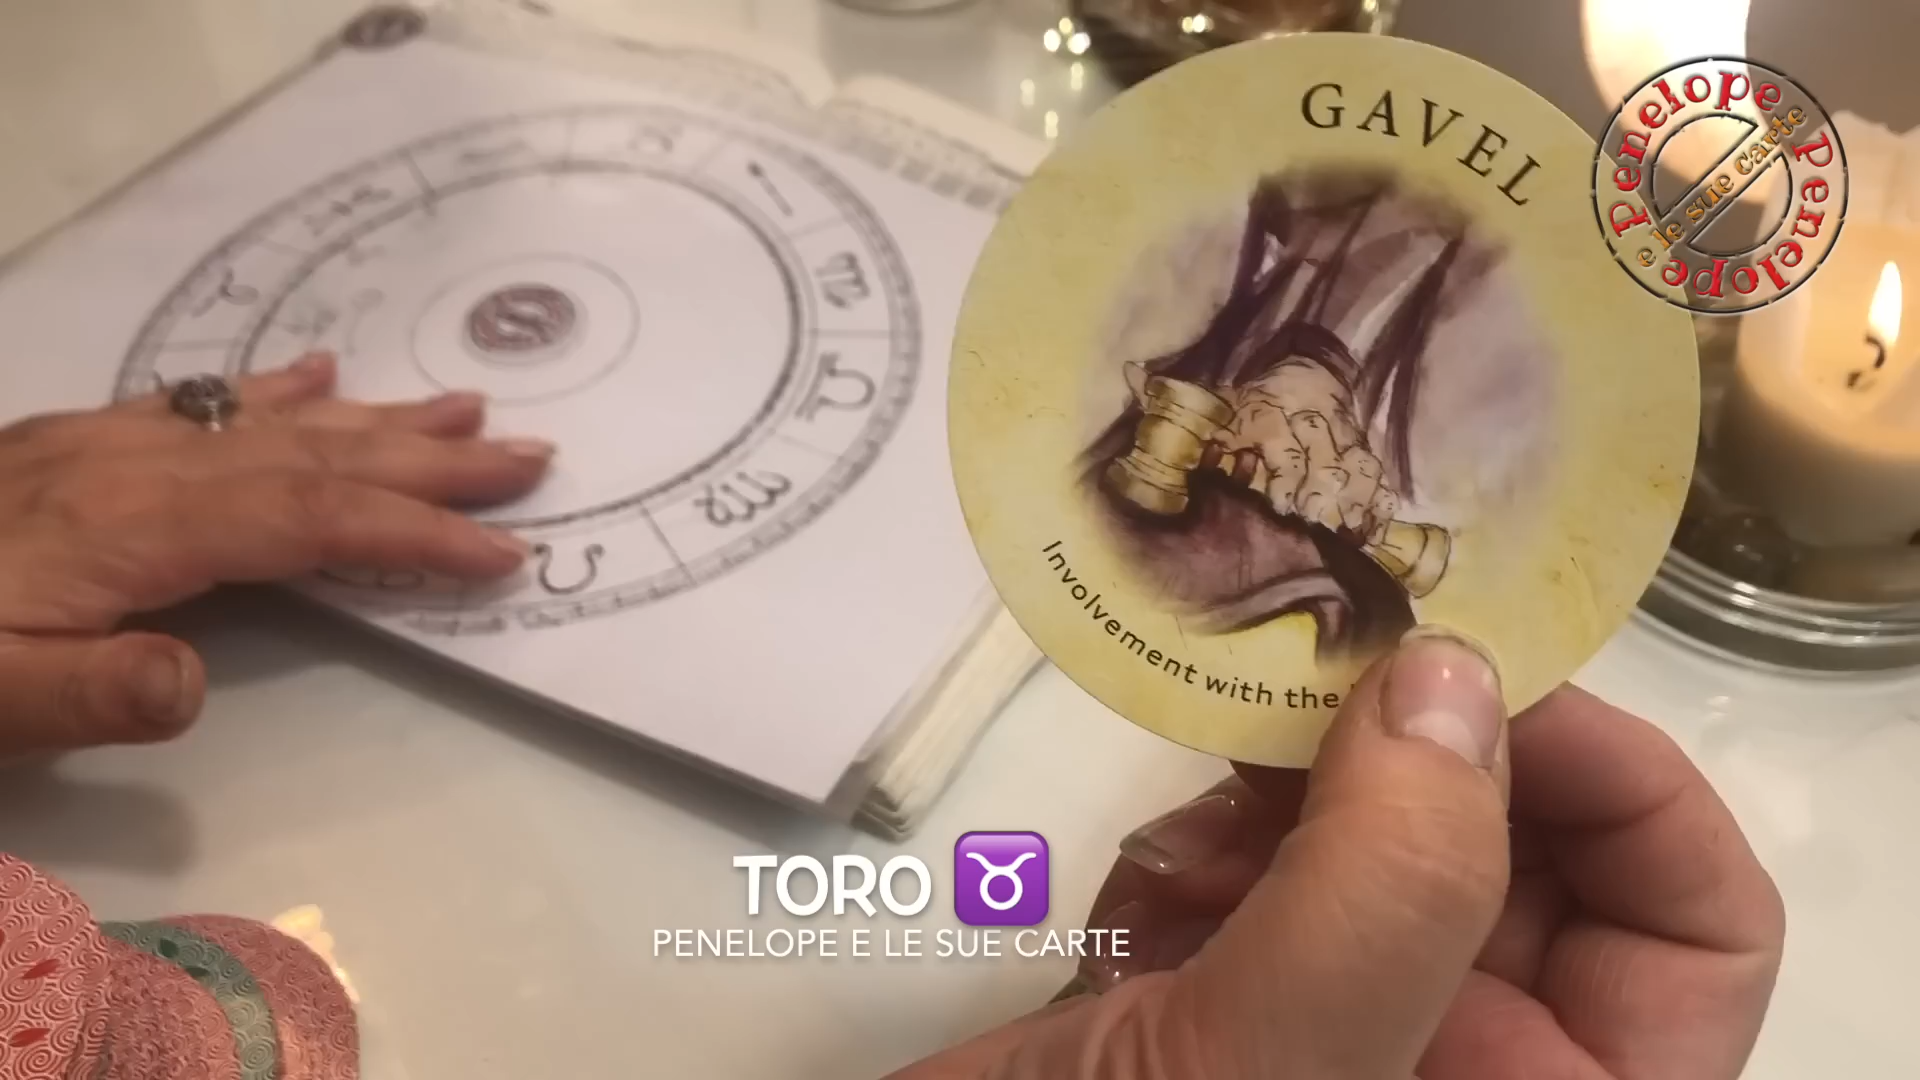 GAVEL
Involvement with the
Penelope e le sue carte
Penelope e
TORO ♉
PENELOPE E LE SUE CARTE